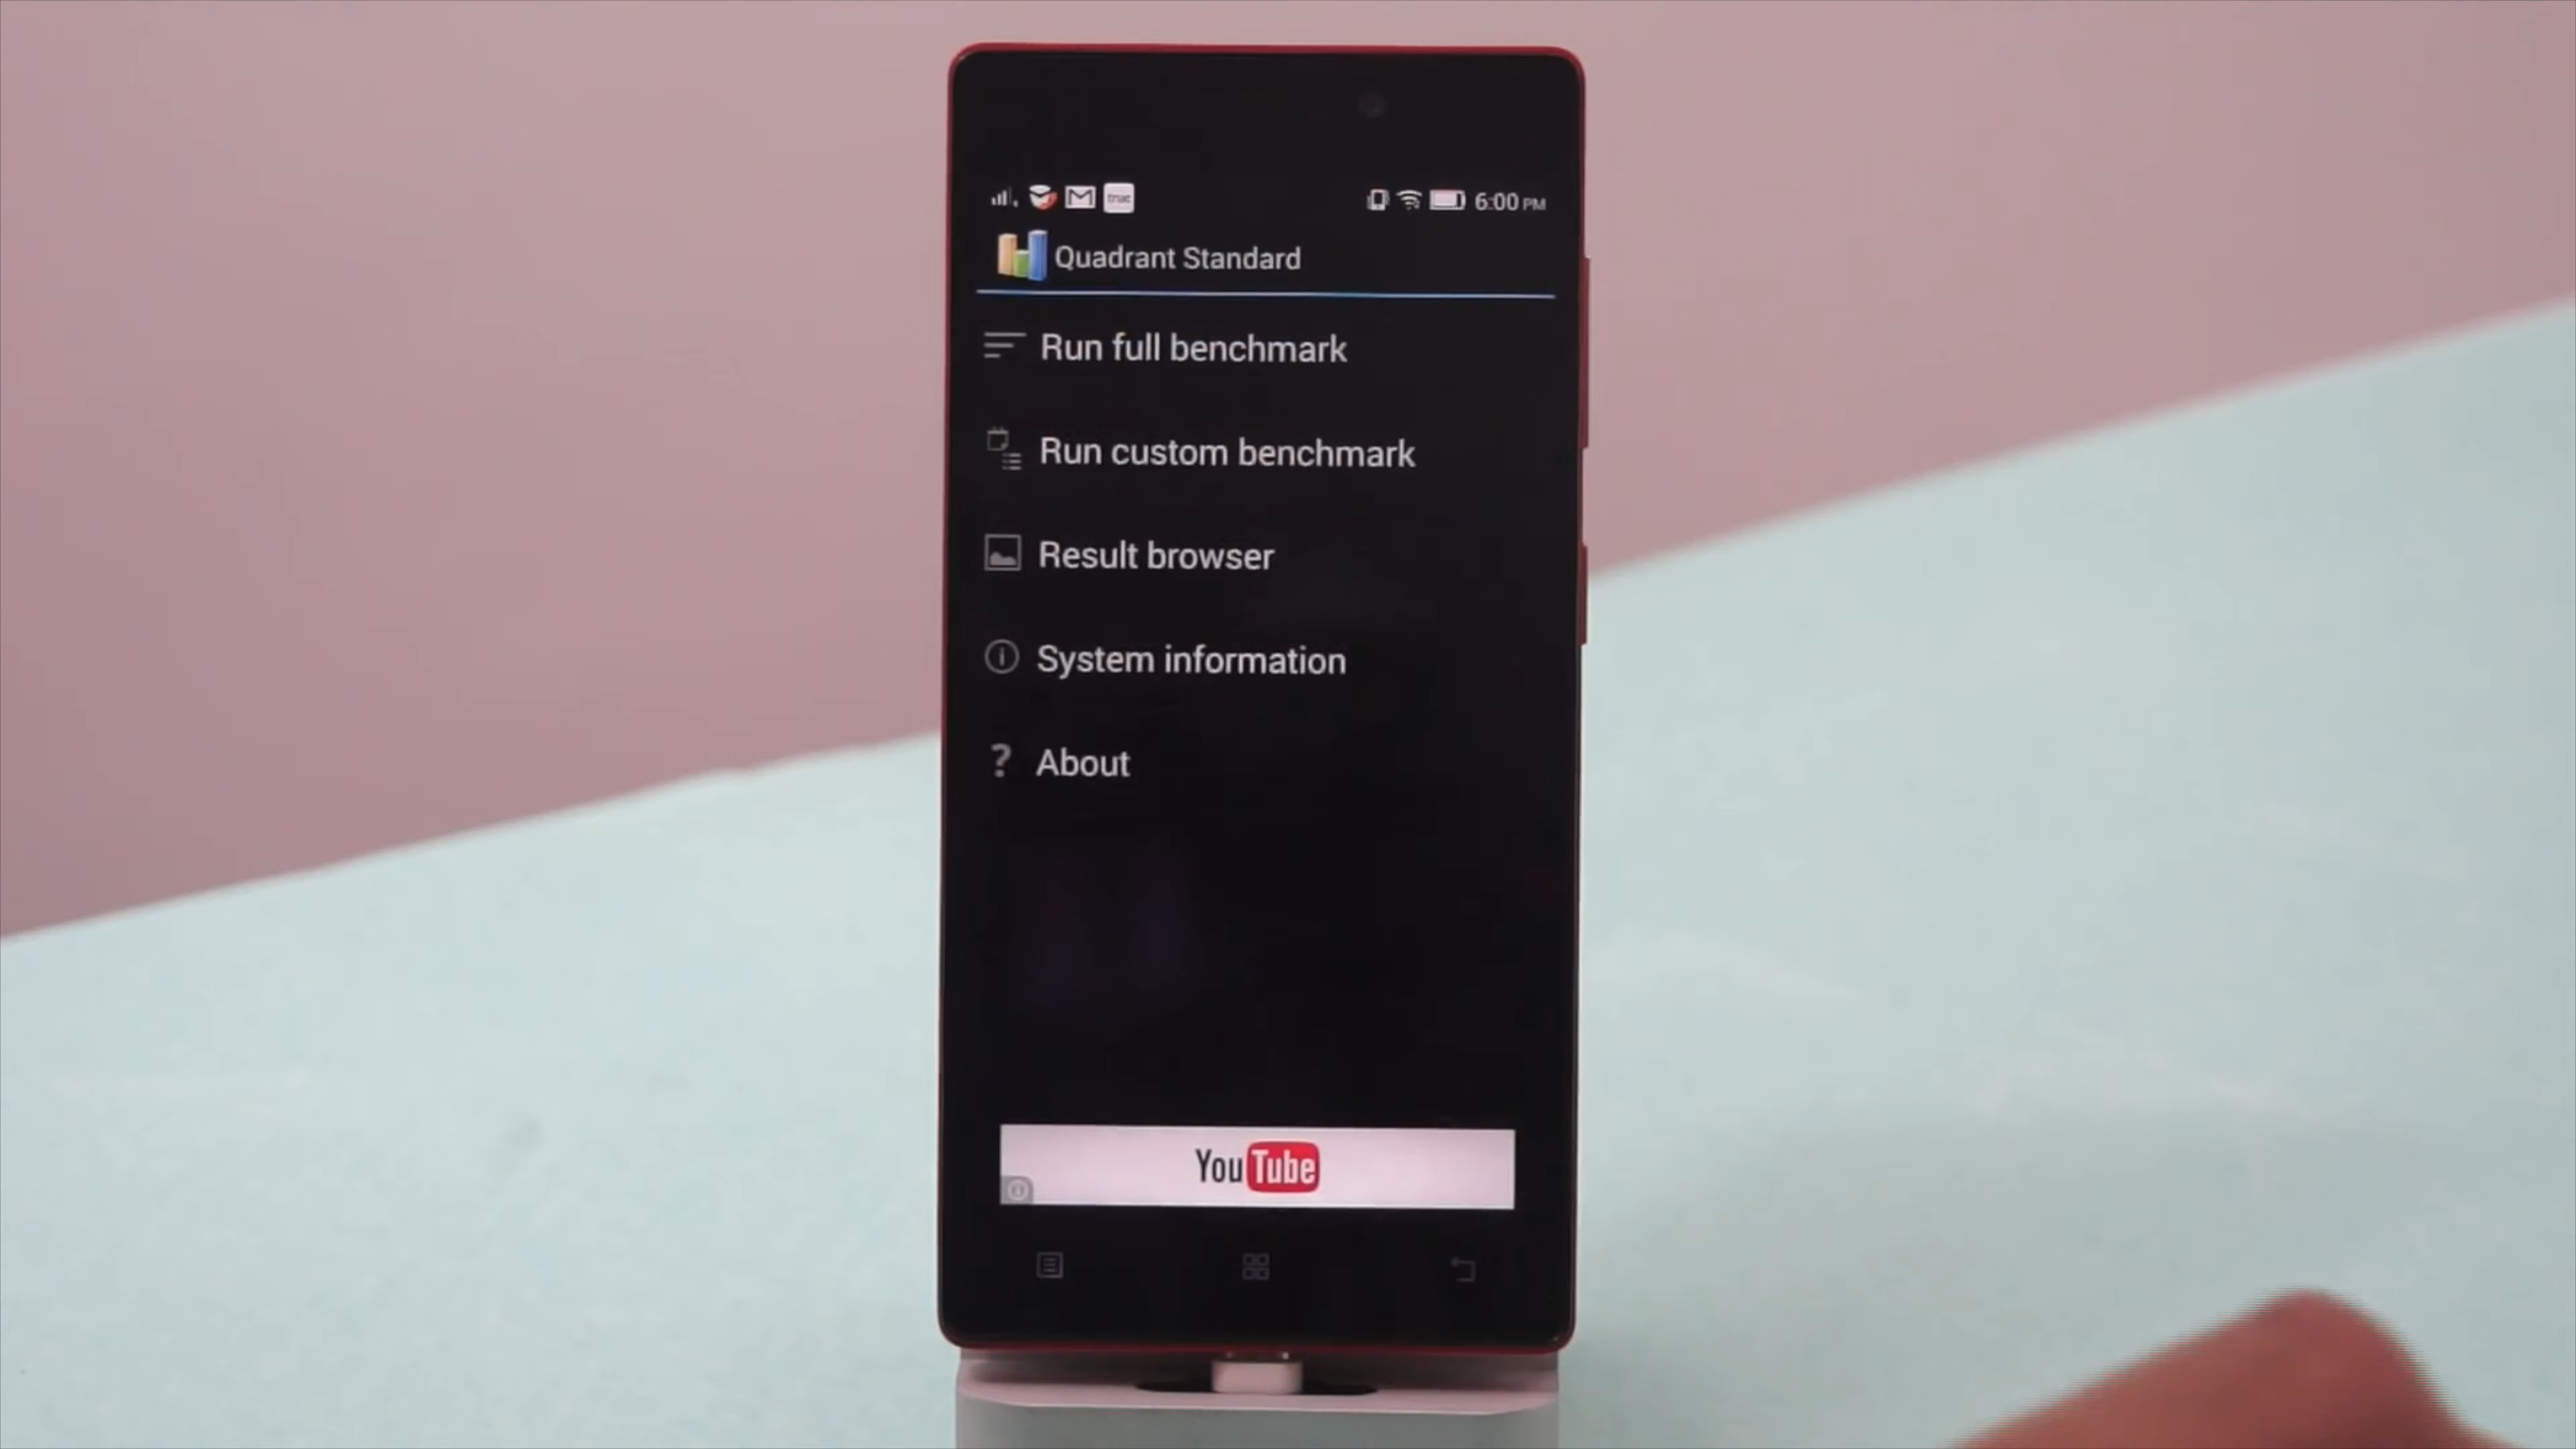 6:00 PM
Quadrant Standard
Run full benchmark
Run custom benchmark
Result browser
System information
? About
YouTube